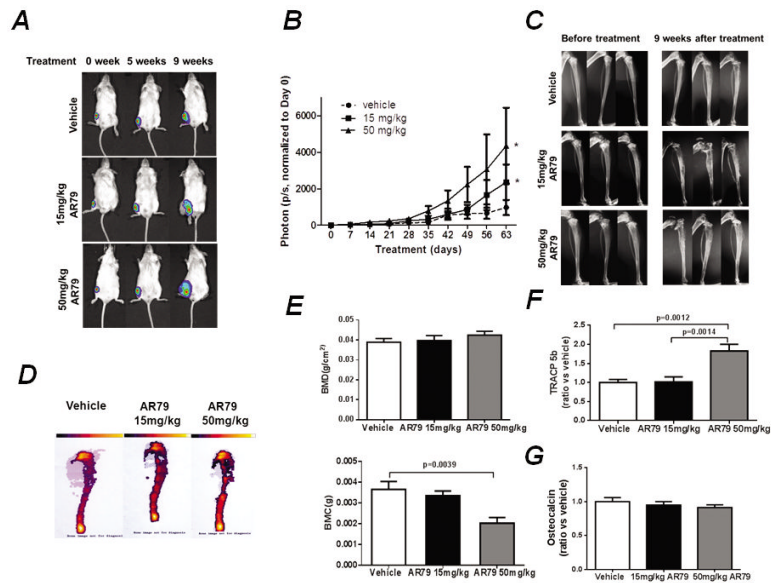 A
Treatment 0 week 5 weeks 9 weeks
Vehicle
15mg/kg
AR79
50mg/kg
AR79
B
Photon (p/s, normalized to Day 0)
6000
4000
2000
1000
0
vehicle
15 mg/kg
50 mg/kg
*
*
0 7 14 21 28 35 42 49 56 63
Treatment (days)
C
Before treatment 9 weeks after treatment
Vehicle
15mg/kg
AR79
50mg/kg
AR79
D
Vehicle
AR79
15mg/kg
AR79
50mg/kg
E
BMD(g/cm²)
0.05
0.04
0.03
0.02
0.01
0.00
Vehicle AR79 15mg/kg AR79 50mg/kg
BMC(g)
0.005
0.004
0.003
0.002
0.001
0.000
p=0.0039
Vehicle AR79 15mg/kg AR79 50mg/kg
F
TRACP 5b
(ratio vs vehicle)
2.5
2.0
1.5
1.0
0.5
0.0
p=0.0012
p=0.0014
Vehicle AR79 15mg/kg AR79 50mg/kg
G
Osteocalcin
(ratio vs vehicle)
1.5
1.0
0.5
0.0
Vehicle 15mg/kg AR79 50mg/kg AR79